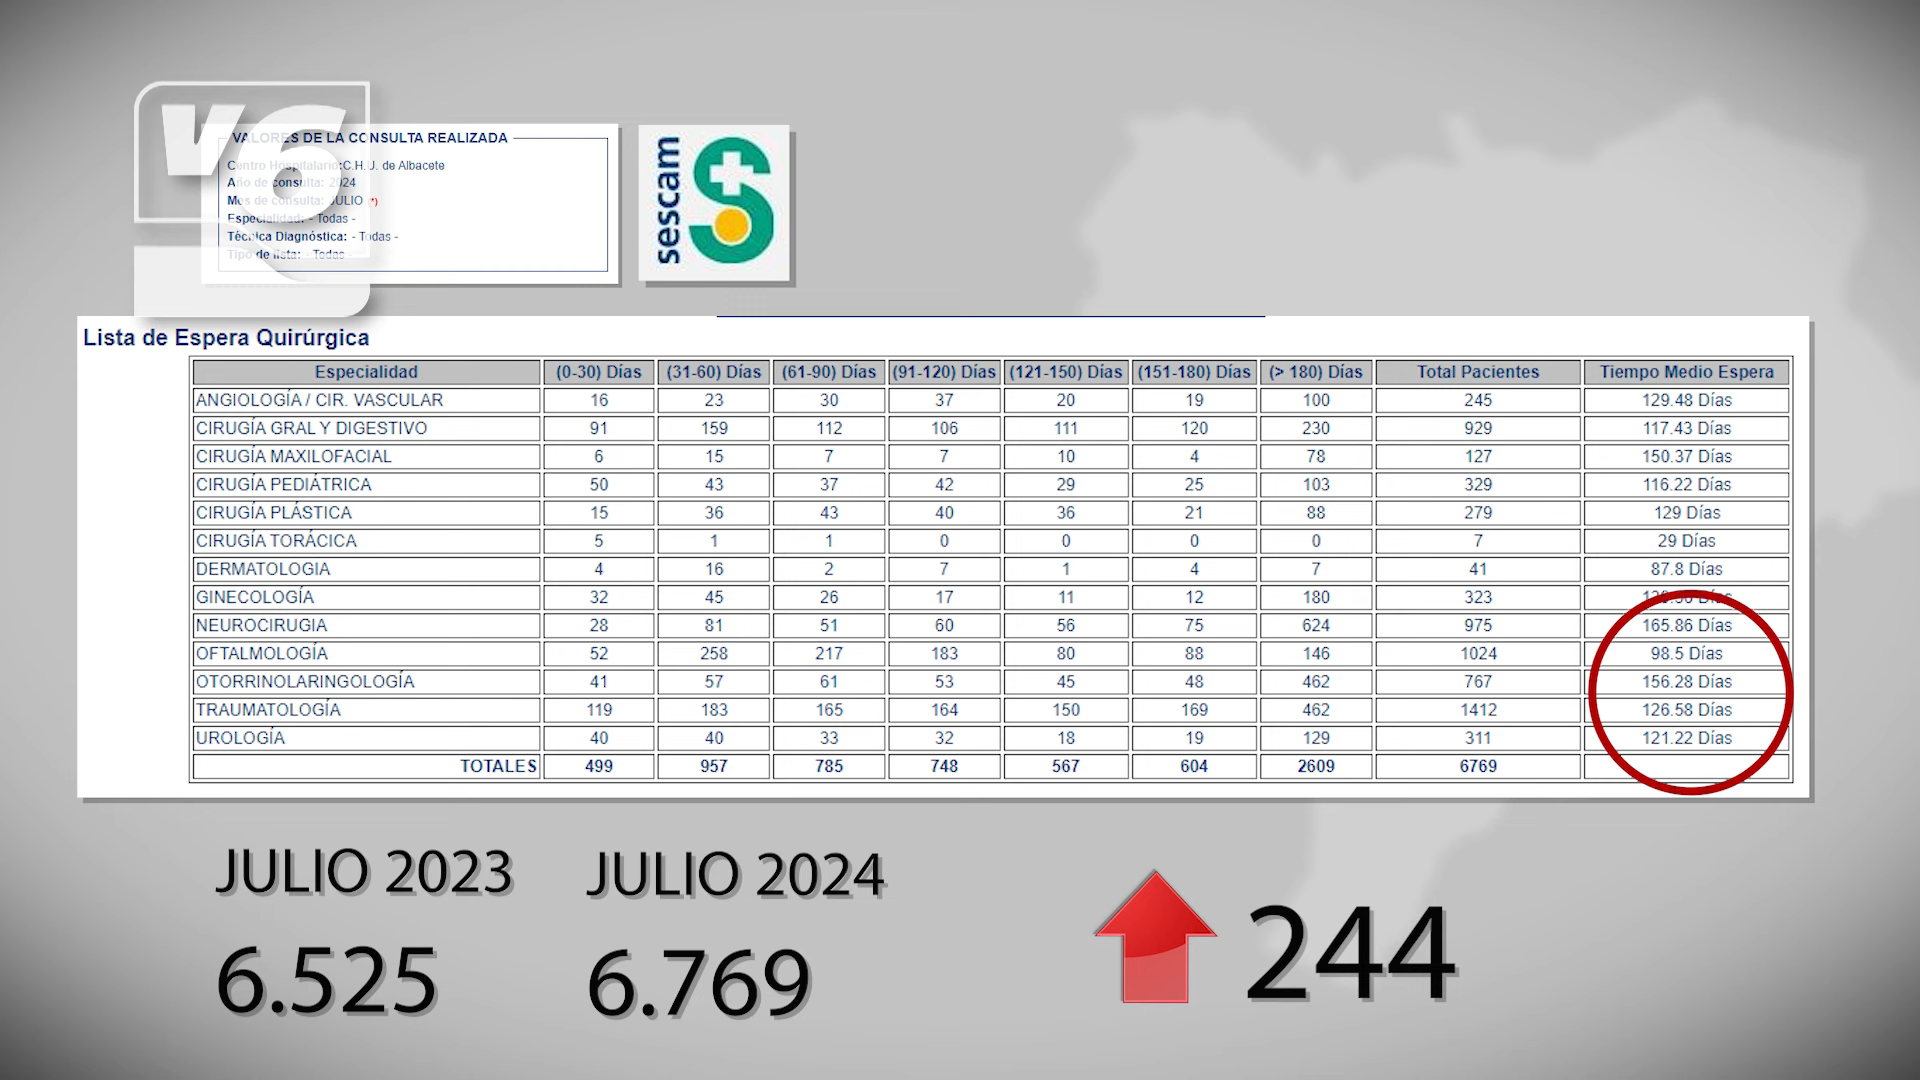 V6
VALORES DE LA CONSULTA REALIZADA
Centro Hospitalario:C.H.U. de Albacete
Año de consulta: 2024
Mes de consulta: JULIO (*)
Especialidad: - Todas -
Técnica Diagnóstica: - Todas -
Tipo de lista: - Todas -
sescam
Lista de Espera Quirúrgica
Especialidad (0-30) Días (31-60) Días (61-90) Días (91-120) Días (121-150) Días (151-180) Días (> 180) Días Total Pacientes Tiempo Medio Espera
ANGIOLOGÍA / CIR. VASCULAR 16 23 30 37 20 19 100 245 129.48 Días
CIRUGÍA GRAL Y DIGESTIVO 91 159 112 106 111 120 230 929 117.43 Días
CIRUGÍA MAXILOFACIAL 6 15 7 7 10 4 78 127 150.37 Días
CIRUGÍA PEDIÁTRICA 50 43 37 42 29 25 103 329 116.22 Días
CIRUGÍA PLÁSTICA 15 36 43 40 36 21 88 279 129 Días
CIRUGÍA TORÁCICA 5 1 1 0 0 0 0 7 29 Días
DERMATOLOGIA 4 16 2 7 1 4 7 41 87.8 Días
GINECOLOGÍA 32 45 26 17 11 12 180 323 Días
NEUROCIRUGIA 28 81 51 60 56 75 624 975 165.86 Días
OFTALMOLOGÍA 52 258 217 183 80 88 146 1024 98.5 Días
OTORRINOLARINGOLOGÍA 41 57 61 53 45 48 462 767 156.28 Días
TRAUMATOLOGÍA 119 183 165 164 150 169 462 1412 126.58 Días
UROLOGÍA 40 40 33 32 18 19 129 311 121.22 Días
TOTALES 499 957 785 748 567 604 2609 6769
JULIO 2023 JULIO 2024
6.525 6.769 244